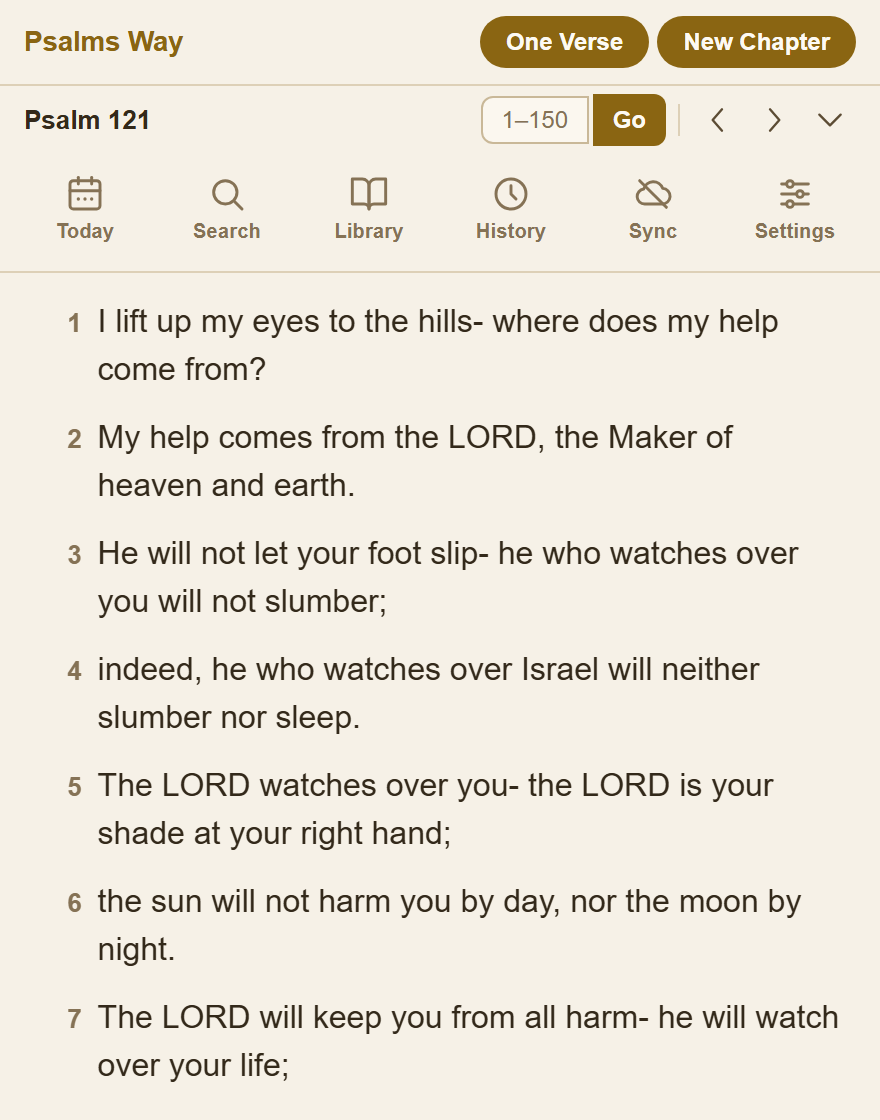 Psalms Way
One Verse
New Chapter
Psalm 121
1–150
Go
Today
Search
Library
History
Sync
Settings
1 I lift up my eyes to the hills- where does my help
come from?
2 My help comes from the LORD, the Maker of
heaven and earth.
3 He will not let your foot slip- he who watches over
you will not slumber;
4 indeed, he who watches over Israel will neither
slumber nor sleep.
5 The LORD watches over you- the LORD is your
shade at your right hand;
6 the sun will not harm you by day, nor the moon by
night.
7 The LORD will keep you from all harm- he will watch
over your life;